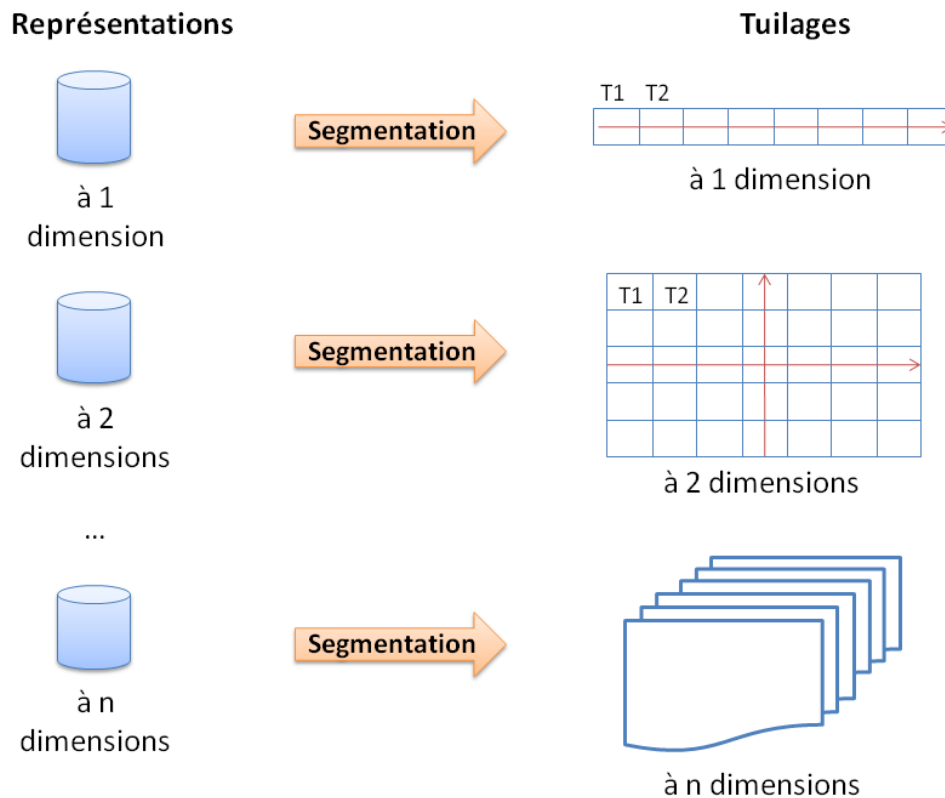 Représentations
Tuilages
T1 T2
Segmentation
à 1
dimension
à 1 dimension
T1 T2
Segmentation
à 2
dimensions
à 2 dimensions
...
Segmentation
à n
dimensions
à n dimensions